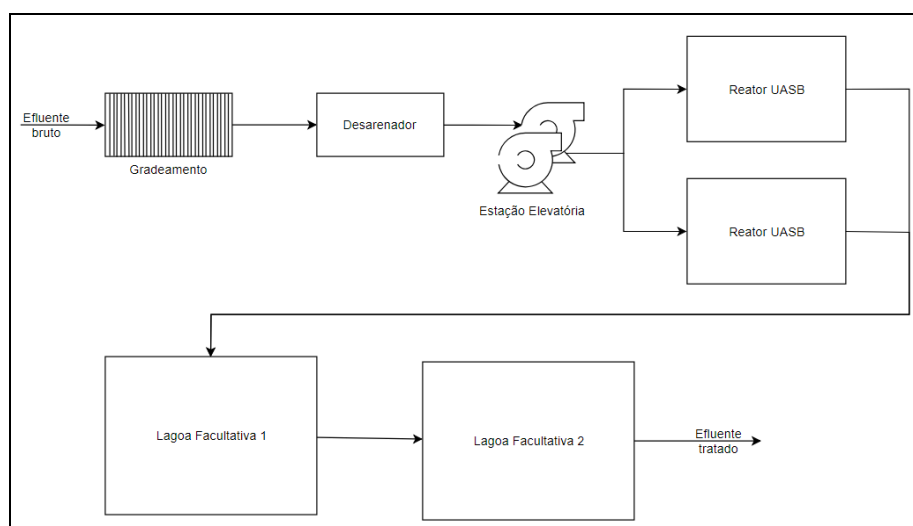 Efluente
bruto
Gradeamento
Desarenador
Estação Elevatória
Reator UASB
Reator UASB
Lagoa Facultativa 1
Lagoa Facultativa 2
Efluente
tratado